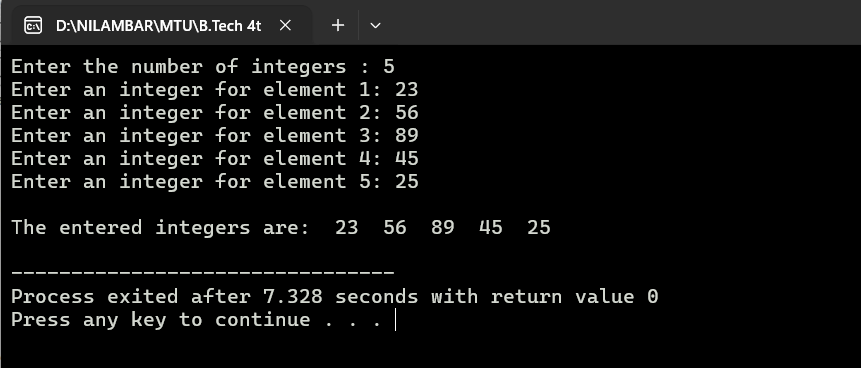 D:\NILAMBAR\MTU\B.Tech 4t
Enter the number of integers : 5
Enter an integer for element 1: 23
Enter an integer for element 2: 56
Enter an integer for element 3: 89
Enter an integer for element 4: 45
Enter an integer for element 5: 25
The entered integers are:  23  56  89  45  25
--------------------------------
Process exited after 7.328 seconds with return value 0
Press any key to continue . . .